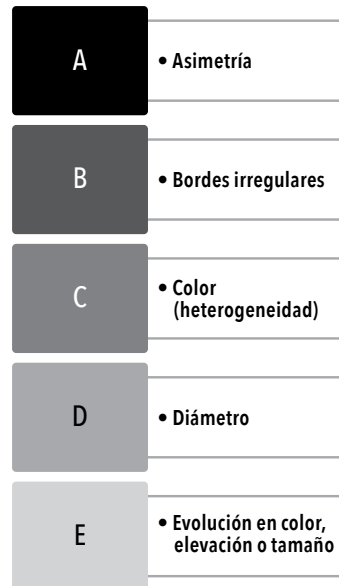 A
• Asimetría
B
• Bordes irregulares
C
• Color
(heterogeneidad)
D
• Diámetro
E
• Evolución en color,
elevación o tamaño